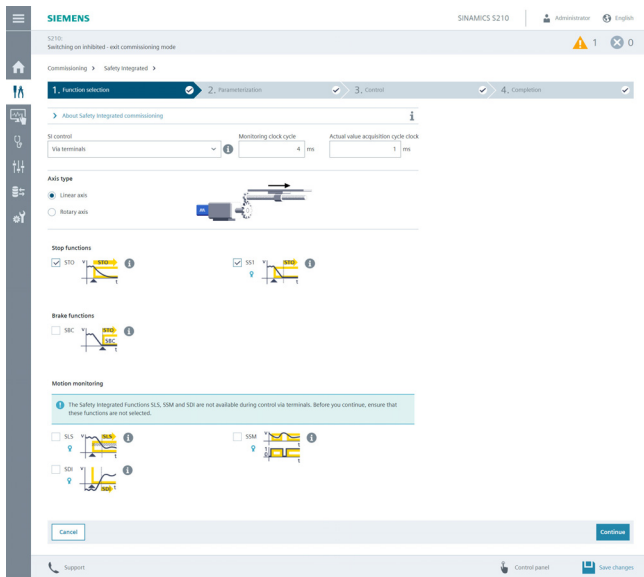 SIEMENS
SINAMICS S210
Administrator
English
S210:
Switching on inhibited - exit commissioning mode
1
0
Commissioning > Safety Integrated >
1. Function selection
2. Parameterization
3. Control
4. Completion
> About Safety Integrated commissioning
SI control
Monitoring clock cycle
Actual value acquisition cycle clock
Via terminals
4 ms
1 ms
Axis type
Linear axis
Rotary axis
M
Stop functions
STO
v
STO
t
SS1
v
STO
t
Brake functions
SBC
v
STO
SBC
t
Motion monitoring
The Safety Integrated Functions SLS, SSM and SDI are not available during control via terminals. Before you continue, ensure that
these functions are not selected.
SLS
v
SLS
t
SSM
v
t
1
0
t
SDI
v
SDI
t
Cancel
Continue
Support
Control panel
Save changes